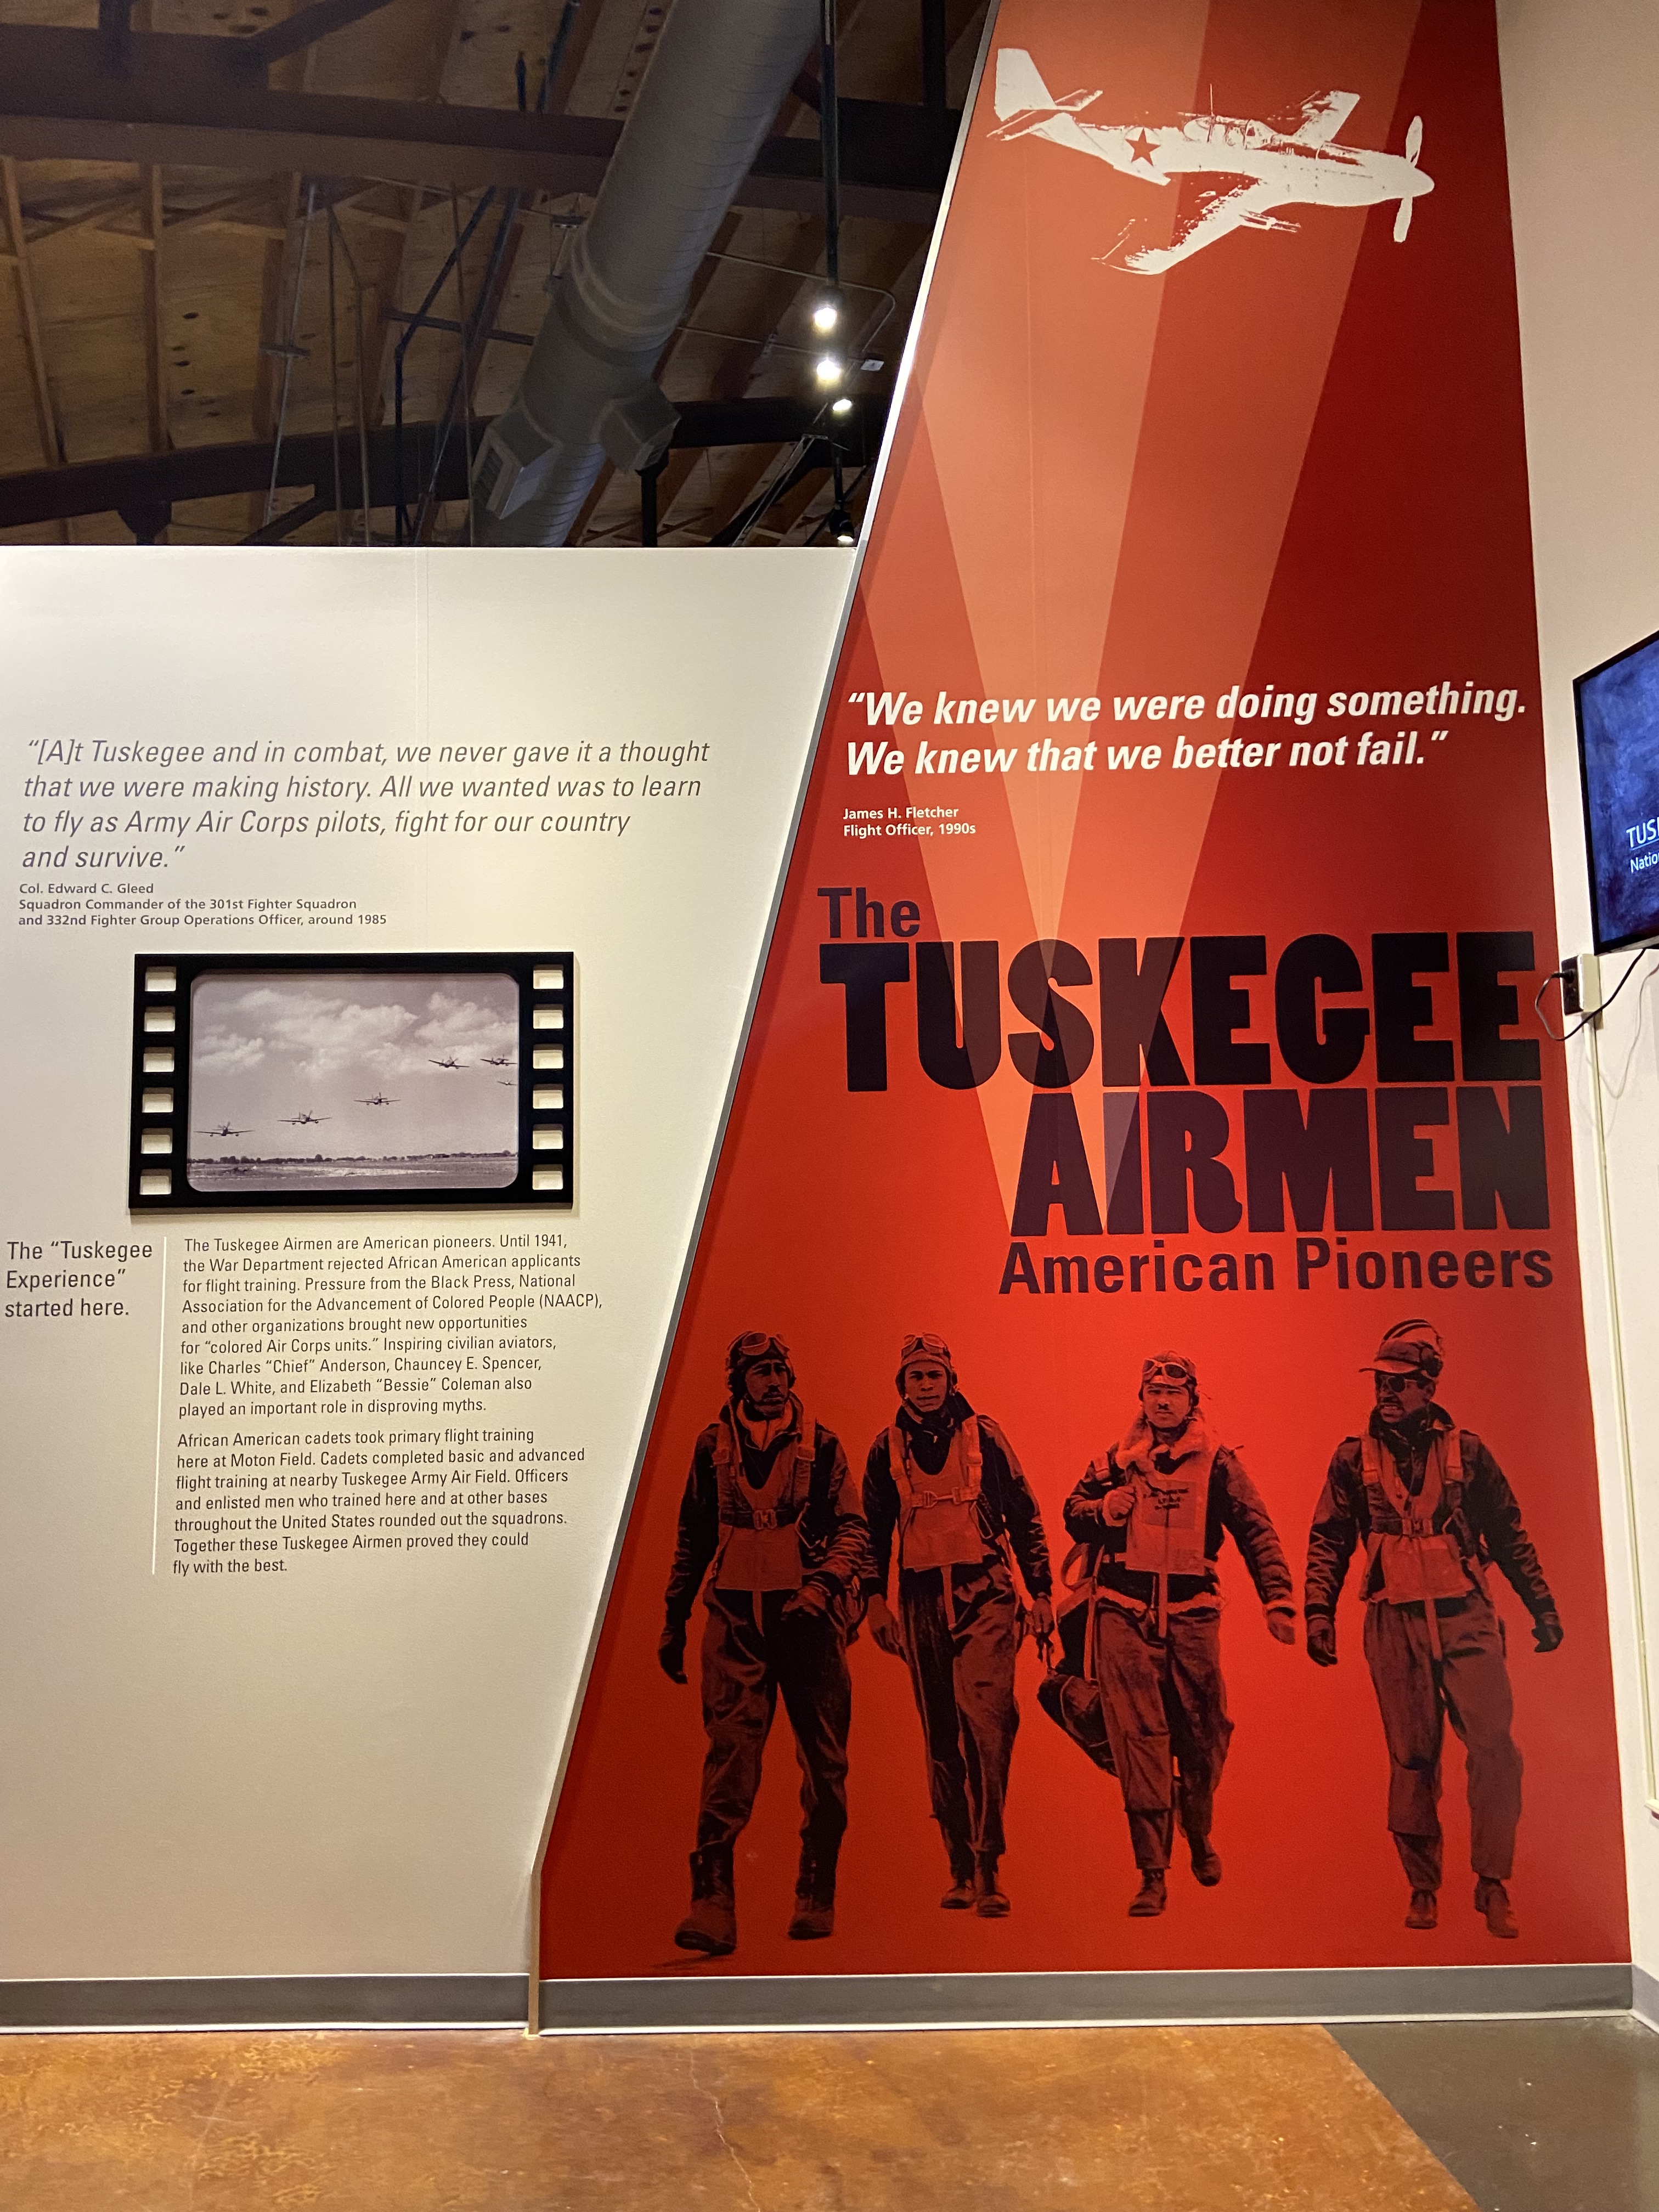 "[A]t Tuskegee and in combat, we never gave it a thought
that we were making history. All we wanted was to learn
to fly as Army Air Corps pilots, fight for our country
and survive."
Col. Edward C. Gleed
Squadron Commander of the 301st Fighter Squadron
and 332nd Fighter Group Operations Officer, around 1985
The "Tuskegee
Experience"
started here.
The Tuskegee Airmen are American pioneers. Until 1941,
the War Department rejected African American applicants
for flight training. Pressure from the Black Press, National
Association for the Advancement of Colored People (NAACP),
and other organizations brought new opportunities
for "colored Air Corps units." Inspiring civilian aviators,
like Charles "Chief" Anderson, Chauncey E. Spencer,
Dale L. White, and Elizabeth "Bessie" Coleman also
played an important role in disproving myths.
African American cadets took primary flight training
here at Moton Field. Cadets completed basic and advanced
flight training at nearby Tuskegee Army Air Field. Officers
and enlisted men who trained here and at other bases
throughout the United States rounded out the squadrons.
Together these Tuskegee Airmen proved they could
fly with the best.
"We knew we were doing something.
We knew that we better not fail."
James H. Fletcher
Flight Officer, 1990s
The
TUSKEGEE
AIRMEN
American Pioneers
TUS
Natio